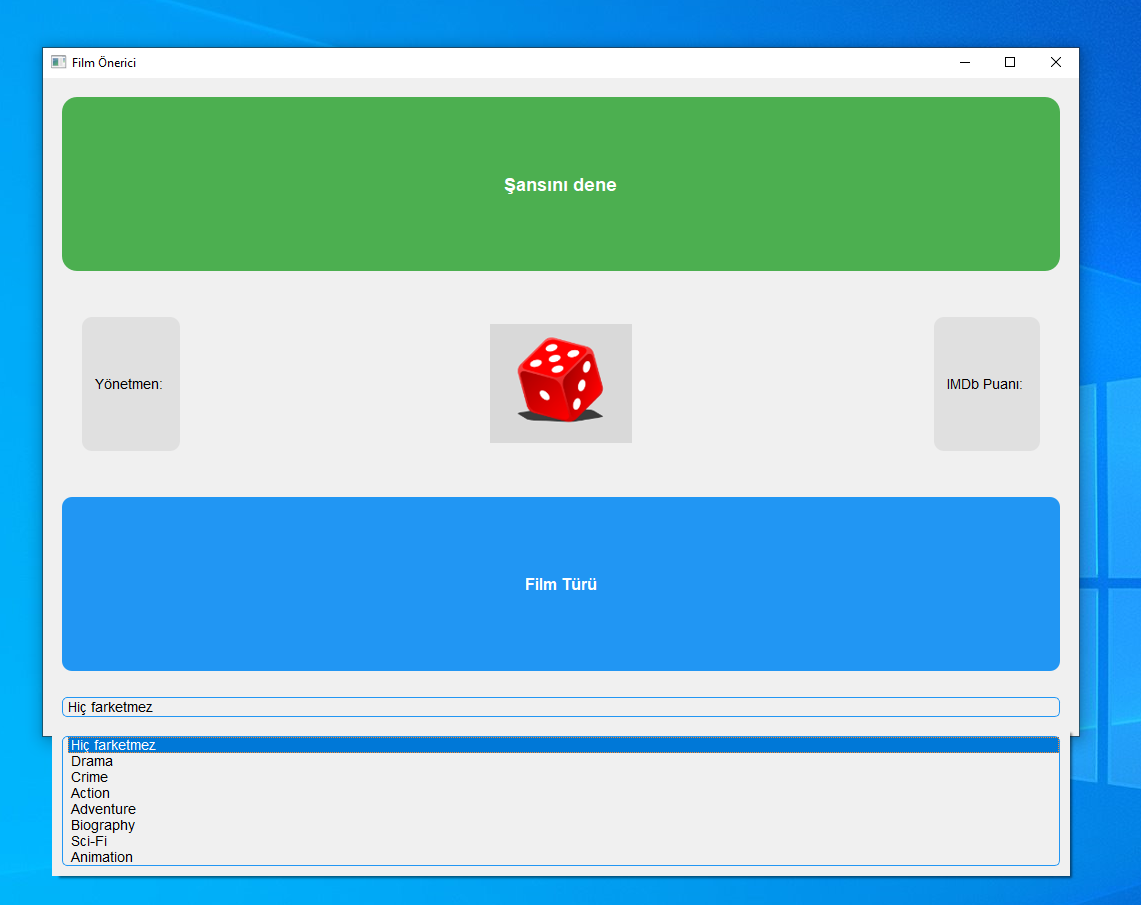 Film Önerici
Şansını dene
Yönetmen:
IMDb Puanı:
Film Türü
Hiç farketmez
Hiç farketmez
Drama
Crime
Action
Adventure
Biography
Sci-Fi
Animation